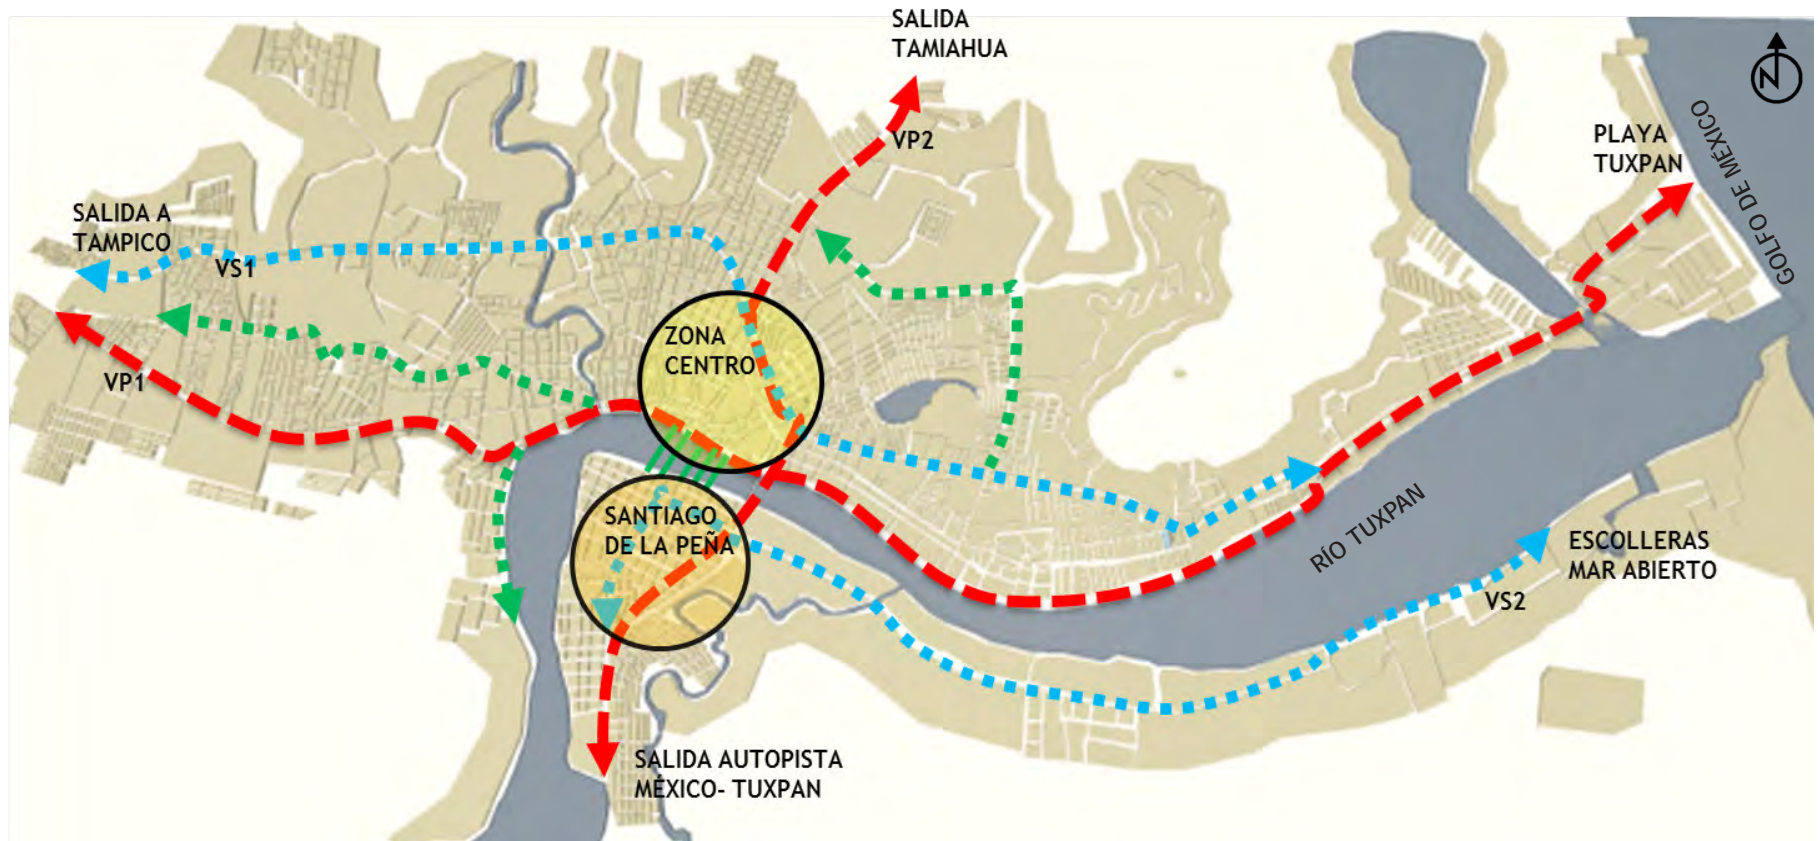 SALIDA
TAMIAHUA
N
VP2
PLAYA
TUXPAN
GOLFO DE MÉXICO
SALIDA A
TAMPICO
VS1
ZONA
CENTRO
VP1
SANTIAGO
DE LA PEÑA
RÍO TUXPAN
ESCOLLERAS
MAR ABIERTO
VS2
SALIDA AUTOPISTA
MÉXICO- TUXPAN